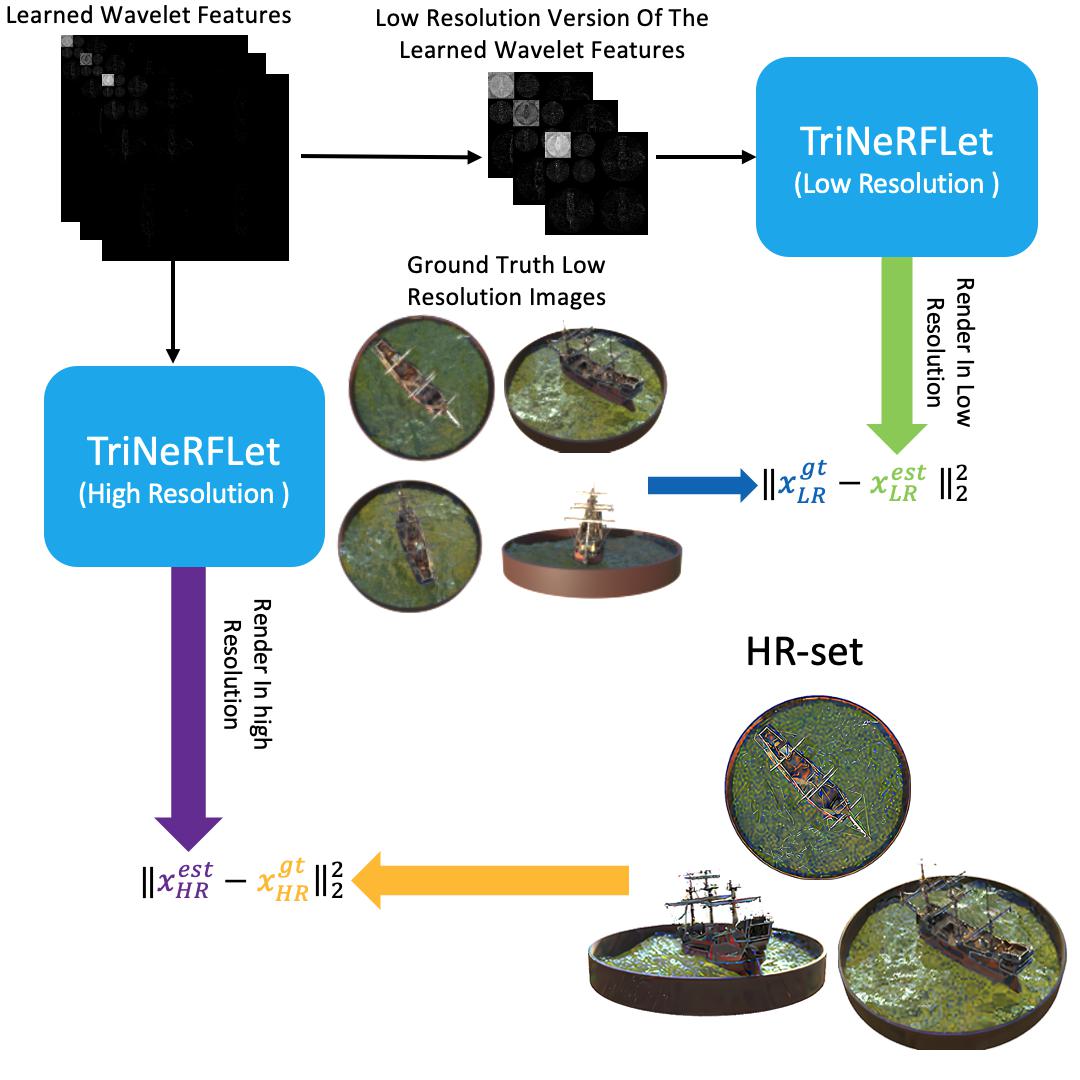 Learned Wavelet Features
Low Resolution Version Of The
Learned Wavelet Features
TriNeRFLet
(Low Resolution )
Ground Truth Low
Resolution Images
Render In Low
Resolution
TriNeRFLet
(High Resolution )
‖x_{LR}^{gt} − x_{LR}^{est} ‖_2^2
Render In high
Resolution
HR-set
‖x_{HR}^{est} − x_{HR}^{gt}‖_2^2